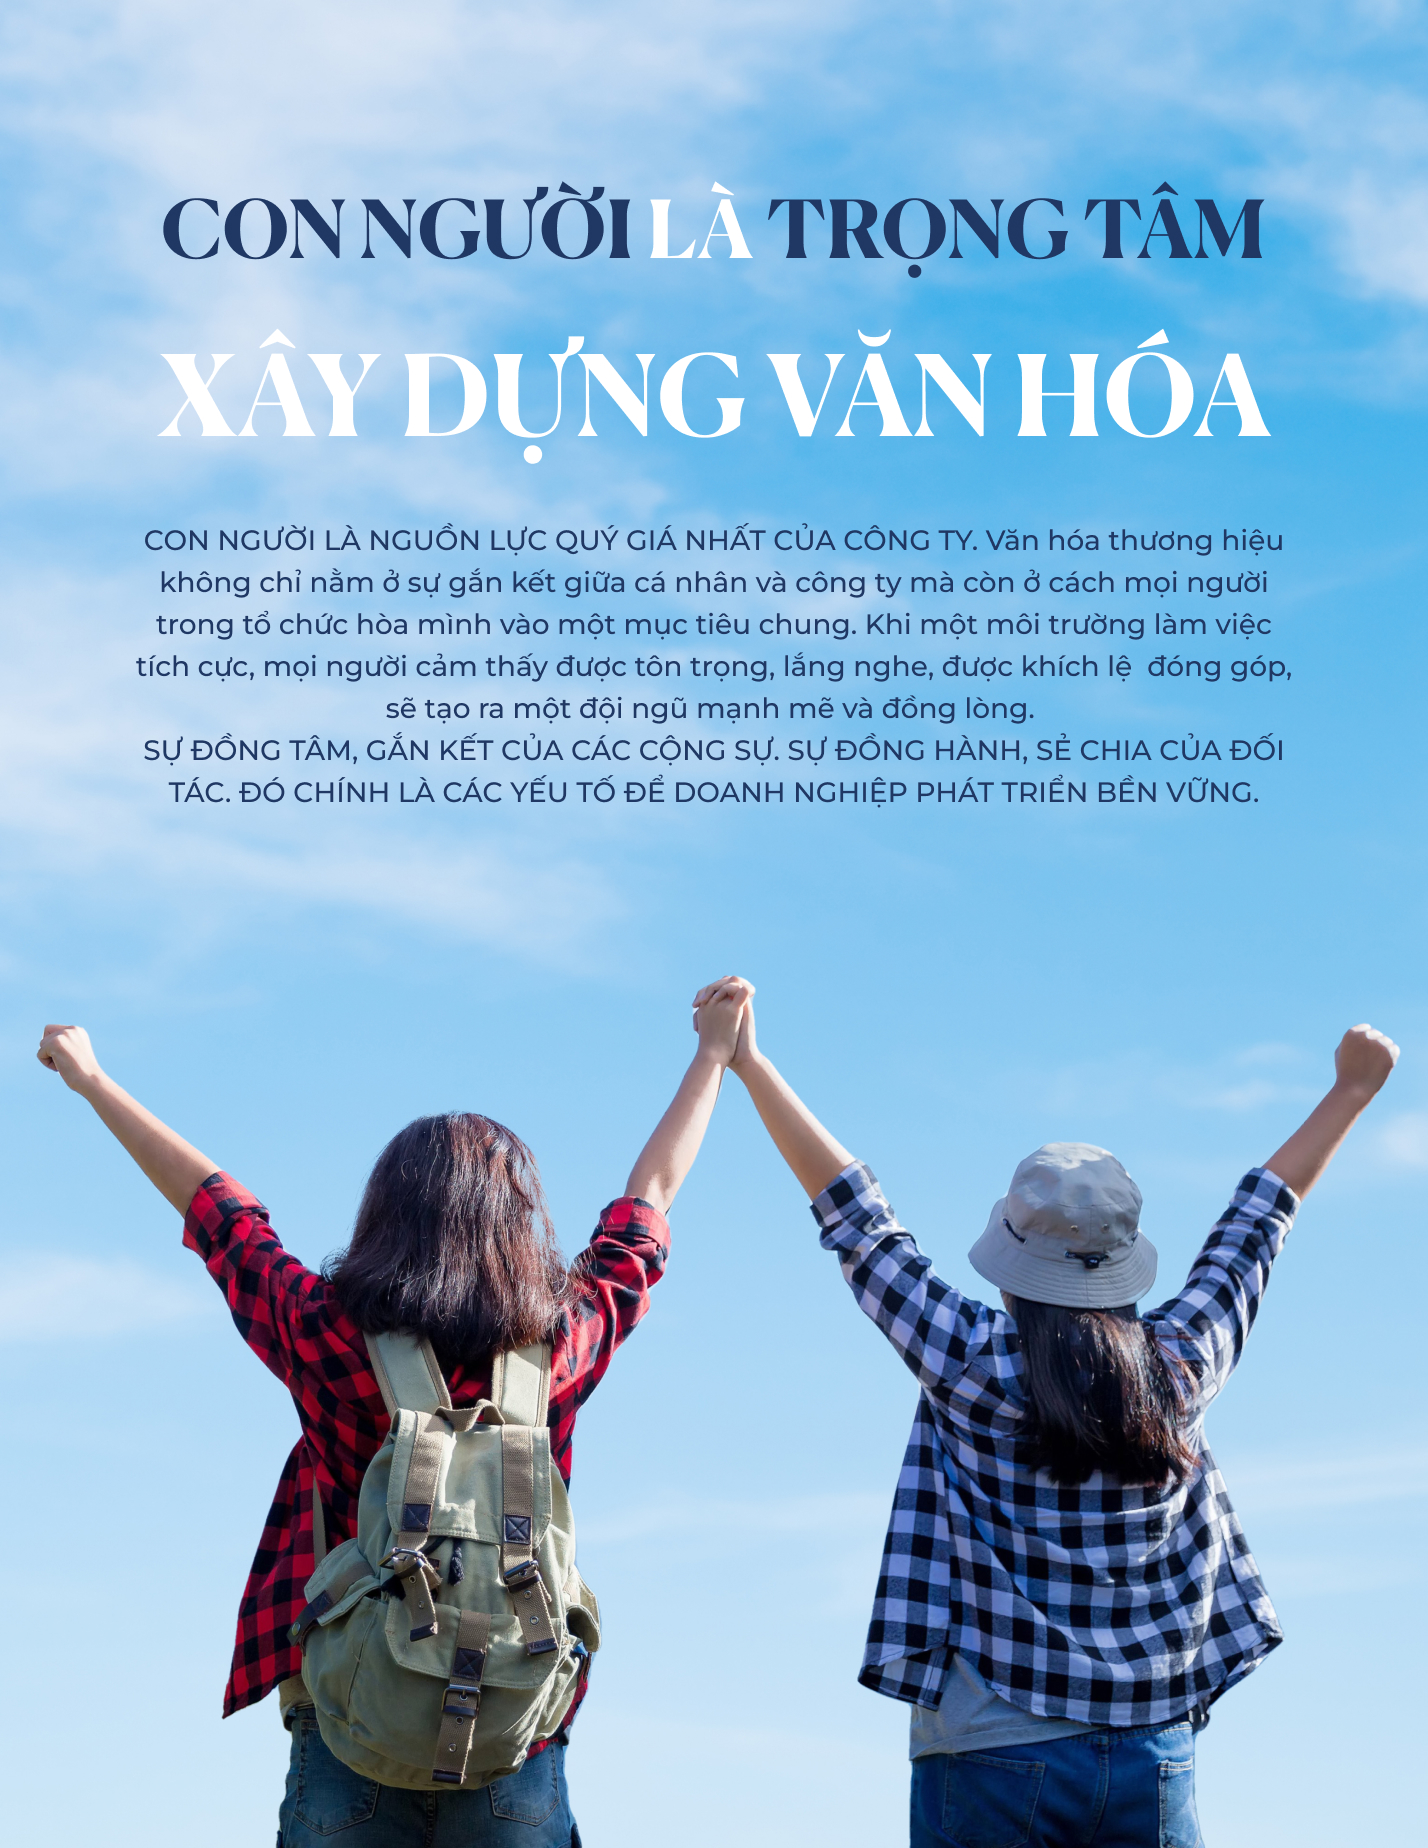 CON NGƯỜI LÀ TRỌNG TÂM
XÂY DỰNG VĂN HÓA
CON NGƯỜI LÀ NGUỒN LỰC QUÝ GIÁ NHẤT CỦA CÔNG TY. Văn hóa thương hiệu
không chỉ nằm ở sự gắn kết giữa cá nhân và công ty mà còn ở cách mọi người
trong tổ chức hòa mình vào một mục tiêu chung. Khi một môi trường làm việc
tích cực, mọi người cảm thấy được tôn trọng, lắng nghe, được khích lệ  đóng góp,
sẽ tạo ra một đội ngũ mạnh mẽ và đồng lòng.
SỰ ĐỒNG TÂM, GẮN KẾT CỦA CÁC CỘNG SỰ. SỰ ĐỒNG HÀNH, SẺ CHIA CỦA ĐỐI
TÁC. ĐÓ CHÍNH LÀ CÁC YẾU TỐ ĐỂ DOANH NGHIỆP PHÁT TRIỂN BỀN VỮNG.